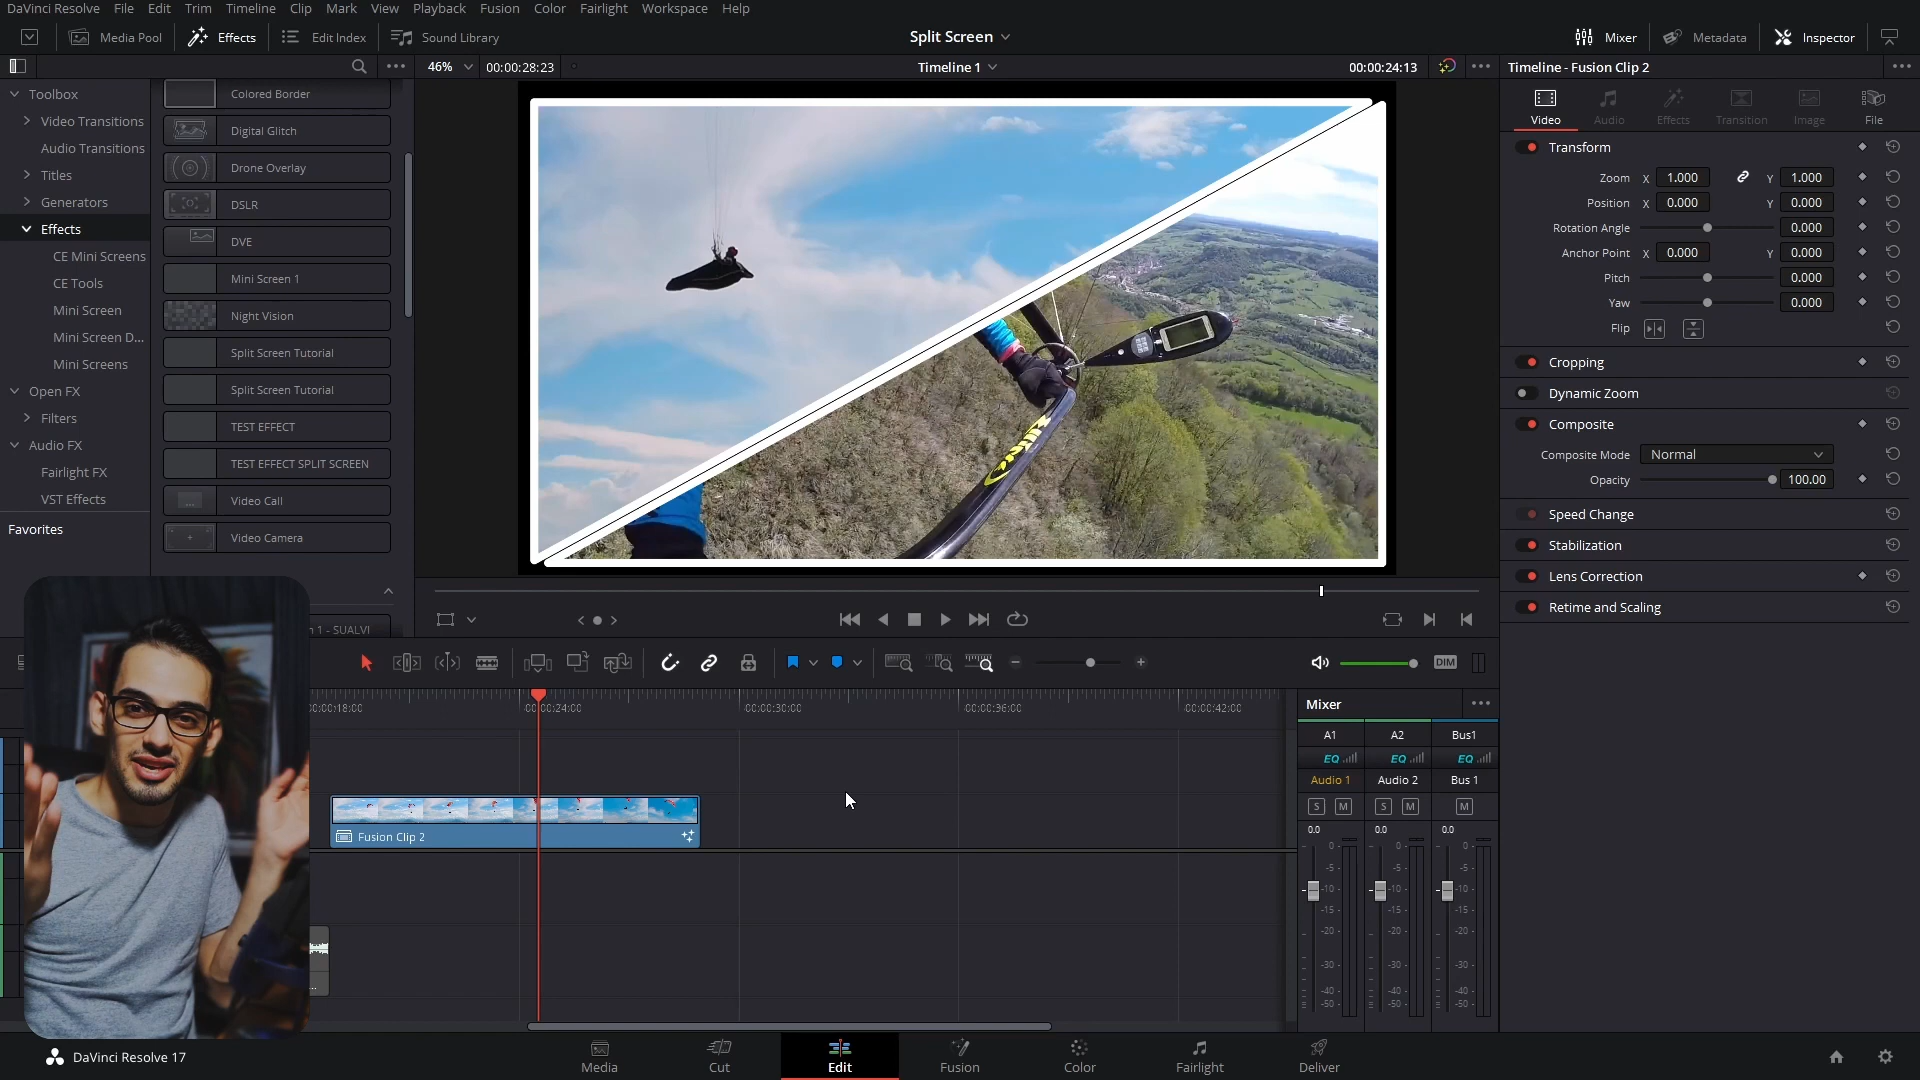 DaVinci Resolve File Edit Trim Timeline Clip Mark View Playback Fusion Color Fairlight Workspace Help
Media Pool Effects Edit Index Sound Library
Split Screen
Mixer Metadata Inspector
46% 00:00:28:23 Timeline 1 00:00:24:13
Timeline - Fusion Clip 2
Toolbox
Video Transitions
Audio Transitions
Titles
Generators
Effects
CE Mini Screens
CE Tools
Mini Screen
Mini Screen D...
Mini Screens
Open FX
Filters
Audio FX
Fairlight FX
VST Effects
Favorites
Colored Border
Digital Glitch
Drone Overlay
DSLR
DVE
Mini Screen 1
Night Vision
Split Screen Tutorial
Split Screen Tutorial
TEST EFFECT
TEST EFFECT SPLIT SCREEN
Video Call
Video Camera
1 - SUALVI
Video Audio Effects Transition Image File
Transform
Zoom X 1.000 Y 1.000
Position X 0.000 Y 0.000
Rotation Angle 0.000
Anchor Point X 0.000 Y 0.000
Pitch 0.000
Yaw 0.000
Flip
Cropping
Dynamic Zoom
Composite
Composite Mode Normal
Opacity 100.00
Speed Change
Stabilization
Lens Correction
Retime and Scaling
DIM
00:00:18:00 00:00:24:00 00:00:30:00 00:00:36:00 00:00:42:00
Fusion Clip 2
Mixer
A1 A2 Bus1
EQ EQ EQ
Audio 1 Audio 2 Bus 1
S M S M M
0.0 0.0 0.0
0 0 0
-5 -5 -5
-10 -10 -10
-15 -15 -15
-20 -20 -20
-30 -30 -30
-40 -40 -40
-50 -50 -50
DaVinci Resolve 17
Media Cut Edit Fusion Color Fairlight Deliver